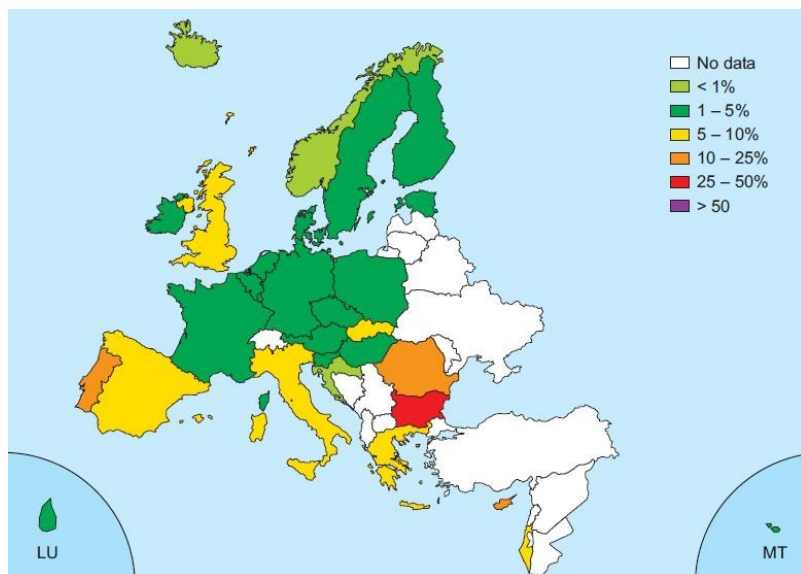 No data
< 1%
1 – 5%
5 – 10%
10 – 25%
25 – 50%
> 50
LU
MT